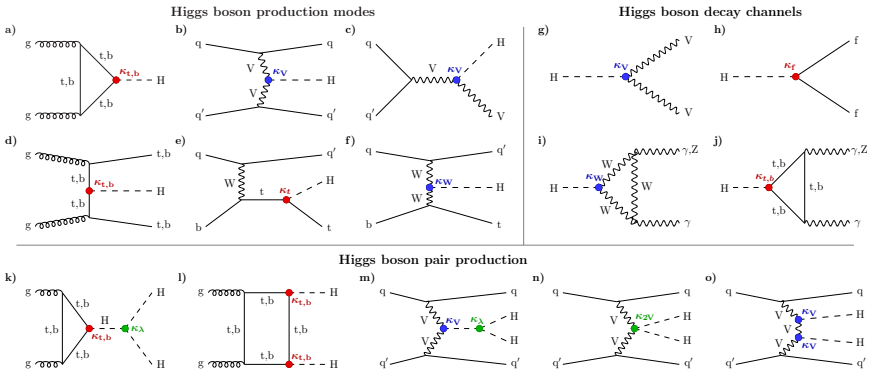 Higgs boson production modes
Higgs boson decay channels
a) g g t,b t,b t,b κt,b H
b) q q′ V V κV q H q′
c) q q′ V κV H V
g) H κV V V
h) H κf f f
d) g g t,b t,b κt,b t,b H t,b
e) q b W t κt q′ H t
f) q b W W κW q′ H t
i) H κW W W W γ,Z γ
j) H κt,b t,b t,b t,b γ,Z γ
Higgs boson pair production
k) g g t,b t,b t,b H κt,b κλ H H
l) g g t,b t,b t,b t,b κt,b κt,b H H
m) q q′ V V κV H κλ q H H q′
n) q q′ V V κ2V q H H q′
o) q q′ V V V κV κV q H H q′